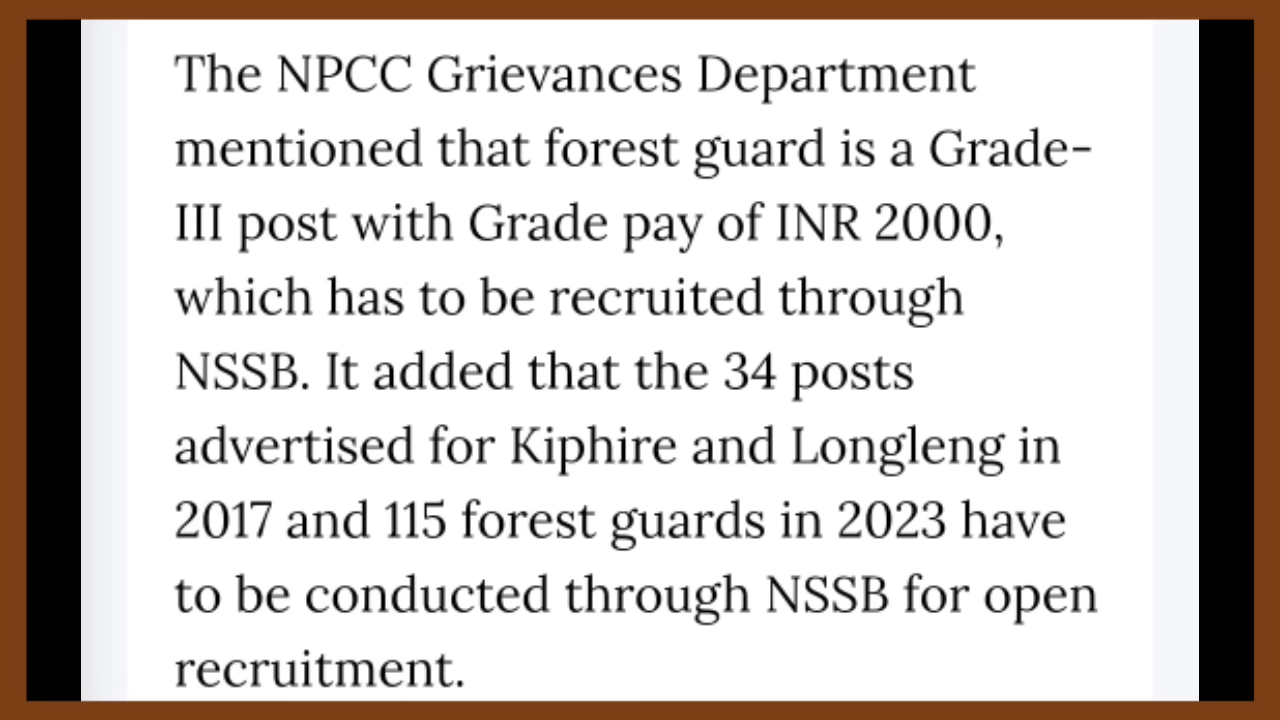 The NPCC Grievances Department
mentioned that forest guard is a Grade-
III post with Grade pay of INR 2000,
which has to be recruited through
NSSB. It added that the 34 posts
advertised for Kiphire and Longleng in
2017 and 115 forest guards in 2023 have
to be conducted through NSSB for open
recruitment.